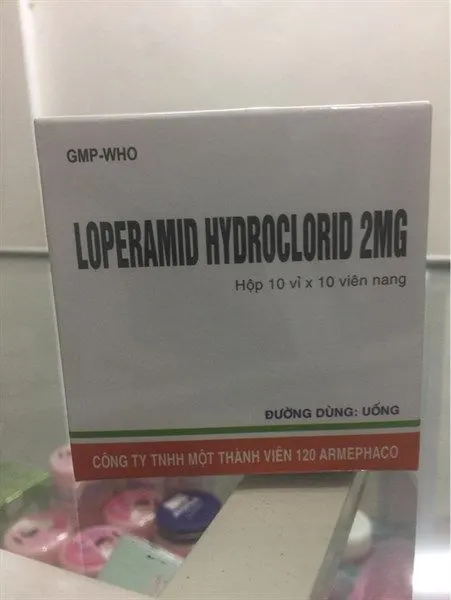 GMP-WHO
LOPERAMID HYDROCLORID 2MG
Hộp 10 vỉ x 10 viên nang
ĐƯỜNG DÙNG: UỐNG
CÔNG TY TNHH MỘT THÀNH VIÊN 120 ARMEPHACO